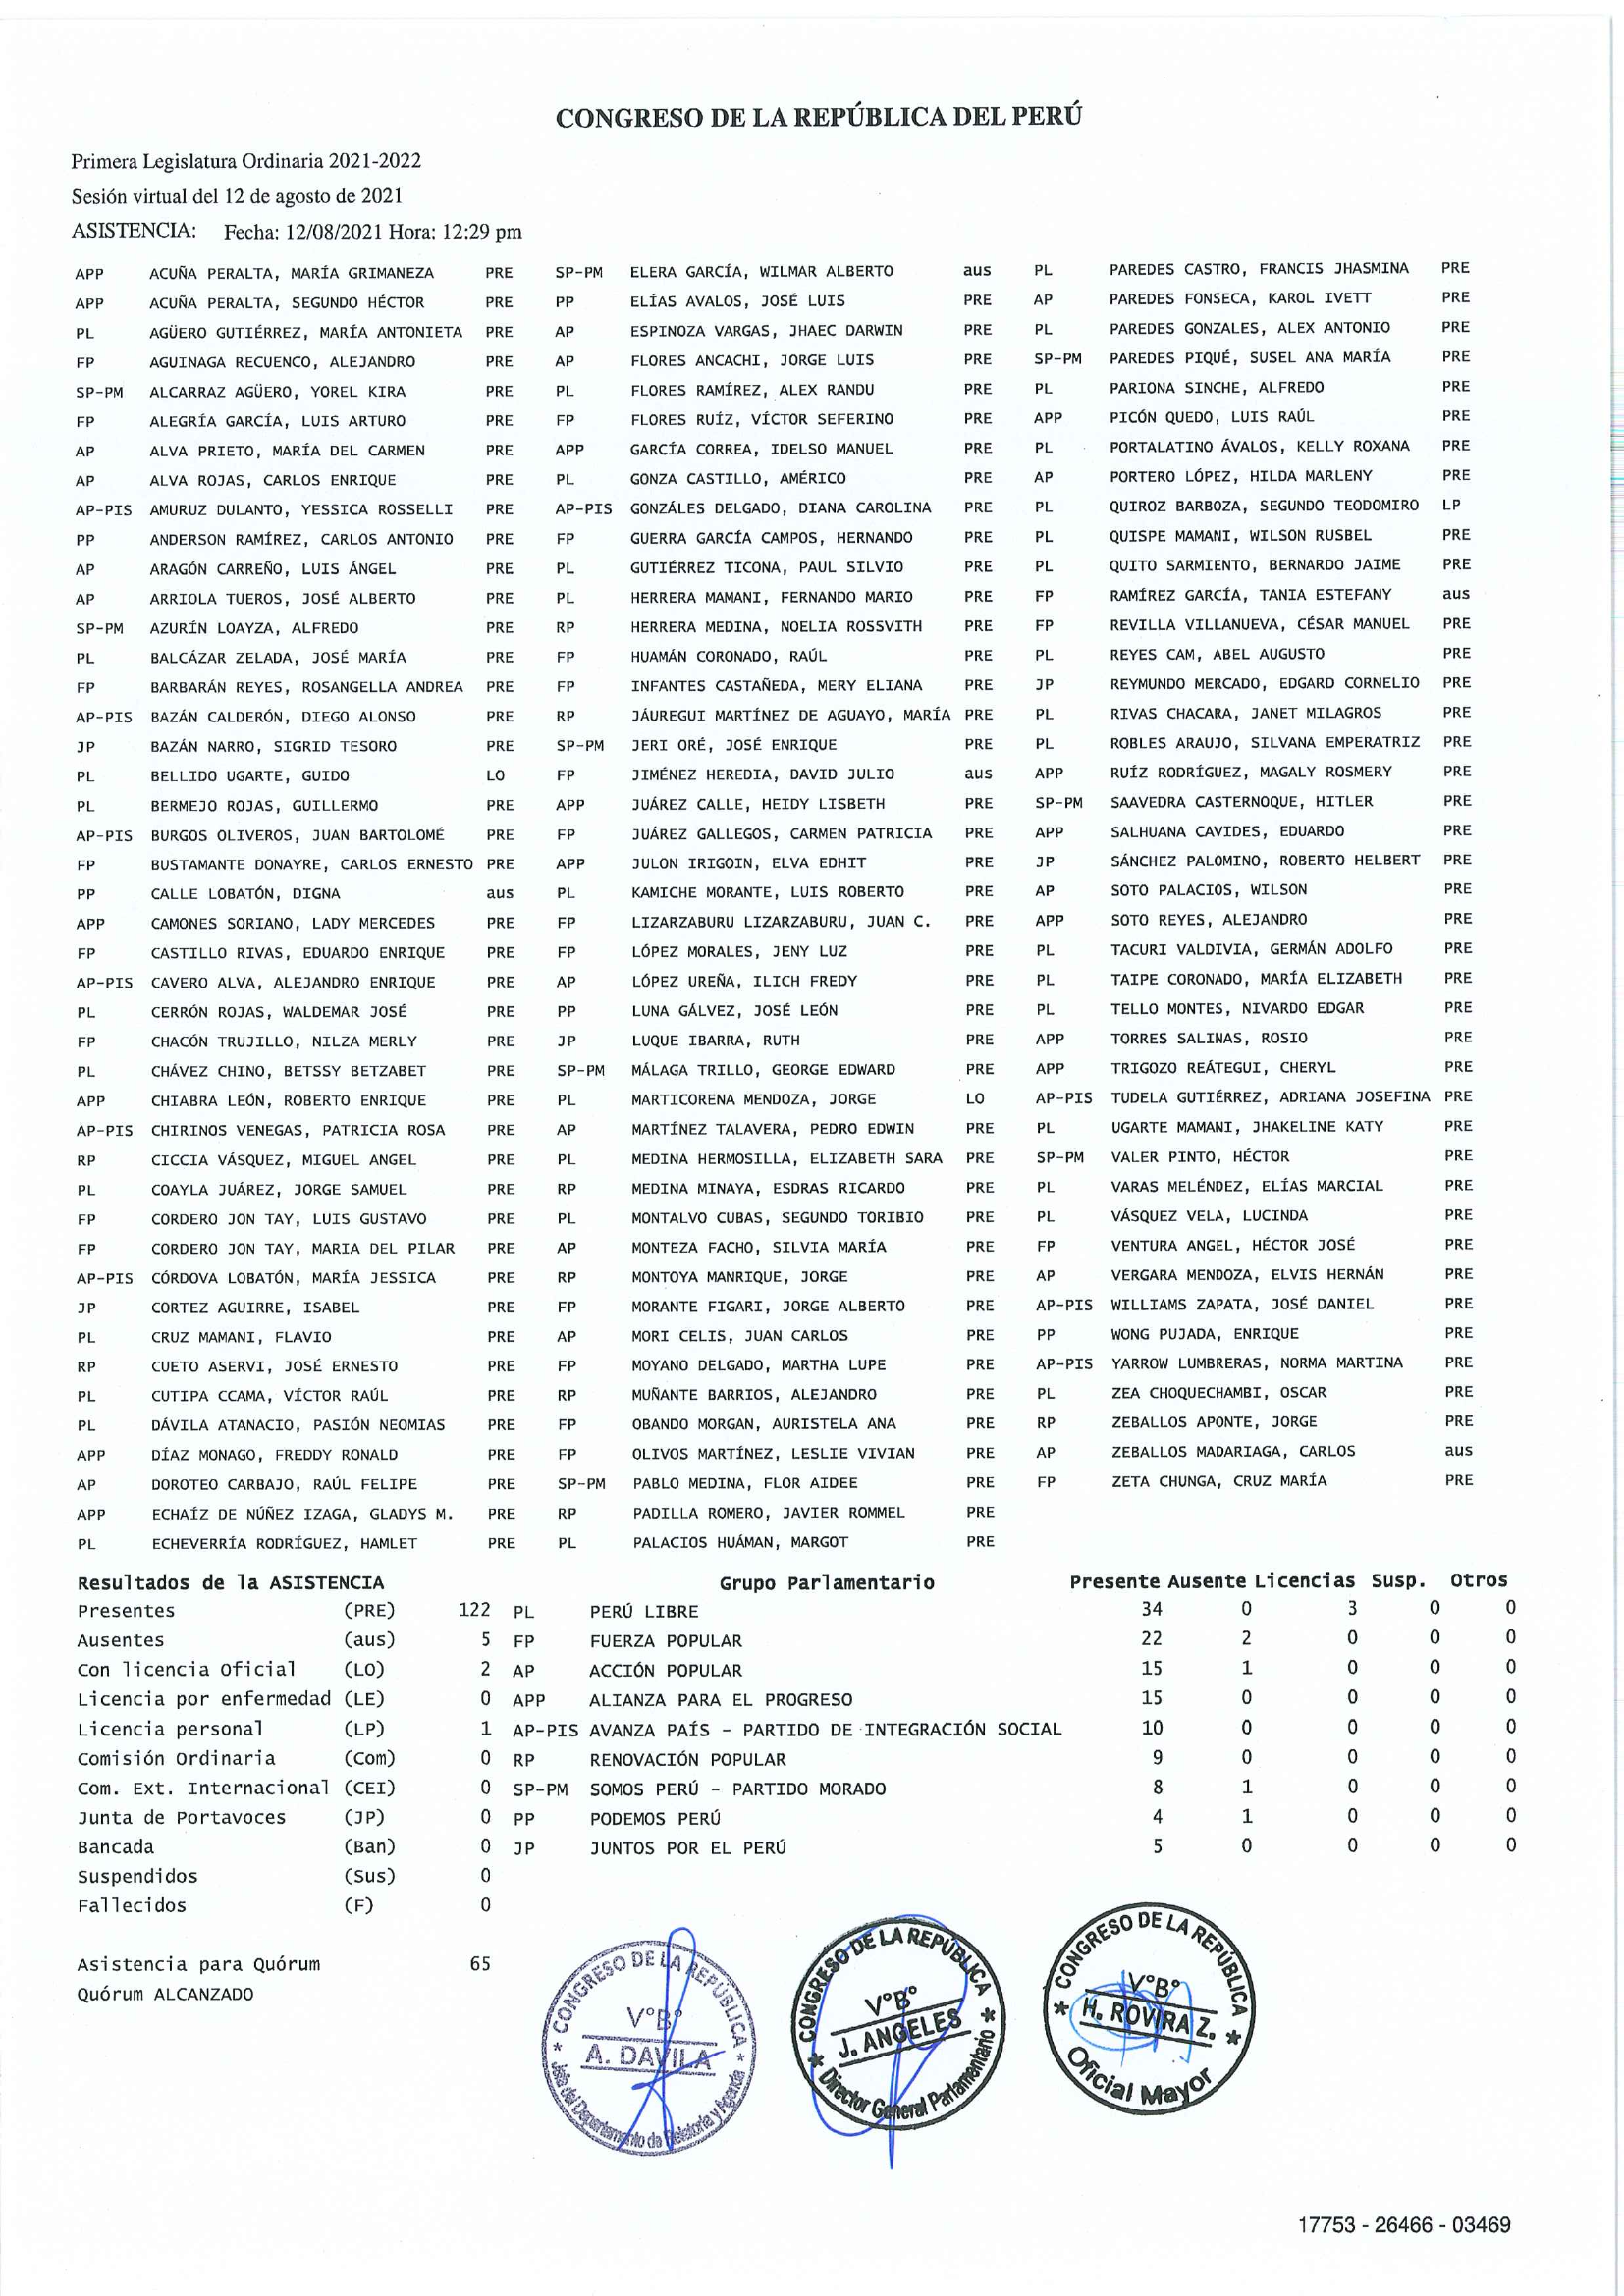 CONGRESO DE LA REPÚBLICA DEL PERÚ
Primera Legislatura Ordinaria 2021-2022
Sesión virtual del 12 de agosto de 2021
ASISTENCIA: Fecha: 12/08/2021 Hora: 12:29 pm
APP ACUÑA PERALTA, MARÍA GRIMANEZA PRE SP-PM ELERA GARCÍA, WILMAR ALBERTO aus PL PAREDES CASTRO, FRANCIS JHASMINA PRE
APP ACUÑA PERALTA, SEGUNDO HÉCTOR PRE PP ELÍAS AVALOS, JOSÉ LUIS PRE AP PAREDES FONSECA, KAROL IVETT PRE
PL AGÜERO GUTIÉRREZ, MARÍA ANTONIETA PRE AP ESPINOZA VARGAS, JHAEC DARWIN PRE PL PAREDES GONZALES, ALEX ANTONIO PRE
FP AGUINAGA RECUENCO, ALEJANDRO PRE AP FLORES ANCACHI, JORGE LUIS PRE SP-PM PAREDES PIQUÉ, SUSEL ANA MARÍA PRE
SP-PM ALCARRAZ AGÜERO, YOREL KIRA PRE PL FLORES RAMÍREZ, ALEX RANDU PRE PL PARIONA SINCHE, ALFREDO PRE
FP ALEGRÍA GARCÍA, LUIS ARTURO PRE FP FLORES RUÍZ, VÍCTOR SEFERINO PRE APP PICÓN QUEDO, LUIS RAÚL PRE
AP ALVA PRIETO, MARÍA DEL CARMEN PRE APP GARCÍA CORREA, IDELSO MANUEL PRE PL PORTALATINO ÁVALOS, KELLY ROXANA PRE
AP ALVA ROJAS, CARLOS ENRIQUE PRE PL GONZA CASTILLO, AMÉRICO PRE AP PORTERO LÓPEZ, HILDA MARLENY PRE
AP-PIS AMURUZ DULANTO, YESSICA ROSSELLI PRE AP-PIS GONZÁLES DELGADO, DIANA CAROLINA PRE PL QUIROZ BARBOZA, SEGUNDO TEODOMIRO LP
PP ANDERSON RAMÍREZ, CARLOS ANTONIO PRE FP GUERRA GARCÍA CAMPOS, HERNANDO PRE PL QUISPE MAMANI, WILSON RUSBEL PRE
AP ARAGÓN CARREÑO, LUIS ÁNGEL PRE PL GUTIÉRREZ TICONA, PAUL SILVIO PRE PL QUITO SARMIENTO, BERNARDO JAIME PRE
AP ARRIOLA TUEROS, JOSÉ ALBERTO PRE PL HERRERA MAMANI, FERNANDO MARIO PRE FP RAMÍREZ GARCÍA, TANIA ESTEFANY aus
SP-PM AZURÍN LOAYZA, ALFREDO PRE RP HERRERA MEDINA, NOELIA ROSSVITH PRE FP REVILLA VILLANUEVA, CÉSAR MANUEL PRE
PL BALCÁZAR ZELADA, JOSÉ MARÍA PRE FP HUAMÁN CORONADO, RAÚL PRE PL REYES CAM, ABEL AUGUSTO PRE
FP BARBARÁN REYES, ROSANGELLA ANDREA PRE FP INFANTES CASTAÑEDA, MERY ELIANA PRE JP REYMUNDO MERCADO, EDGARD CORNELIO PRE
AP-PIS BAZÁN CALDERÓN, DIEGO ALONSO PRE RP JÁUREGUI MARTÍNEZ DE AGUAYO, MARÍA PRE PL RIVAS CHACARA, JANET MILAGROS PRE
JP BAZÁN NARRO, SIGRID TESORO PRE SP-PM JERI ORÉ, JOSÉ ENRIQUE PRE PL ROBLES ARAUJO, SILVANA EMPERATRIZ PRE
PL BELLIDO UGARTE, GUIDO LO FP JIMÉNEZ HEREDIA, DAVID JULIO aus APP RUÍZ RODRÍGUEZ, MAGALY ROSMERY PRE
PL BERMEJO ROJAS, GUILLERMO PRE APP JUÁREZ CALLE, HEIDY LISBETH PRE SP-PM SAAVEDRA CASTERNOQUE, HITLER PRE
AP-PIS BURGOS OLIVEROS, JUAN BARTOLOMÉ PRE FP JUÁREZ GALLEGOS, CARMEN PATRICIA PRE APP SALHUANA CAVIDES, EDUARDO PRE
FP BUSTAMANTE DONAYRE, CARLOS ERNESTO PRE APP JULON IRIGOIN, ELVA EDHIT PRE JP SÁNCHEZ PALOMINO, ROBERTO HELBERT PRE
PP CALLE LOBATÓN, DIGNA aus PL KAMICHE MORANTE, LUIS ROBERTO PRE AP SOTO PALACIOS, WILSON PRE
APP CAMONES SORIANO, LADY MERCEDES PRE FP LIZARZABURU LIZARZABURU, JUAN C. PRE APP SOTO REYES, ALEJANDRO PRE
FP CASTILLO RIVAS, EDUARDO ENRIQUE PRE FP LÓPEZ MORALES, JENY LUZ PRE PL TACURI VALDIVIA, GERMÁN ADOLFO PRE
AP-PIS CAVERO ALVA, ALEJANDRO ENRIQUE PRE AP LÓPEZ UREÑA, ILICH FREDY PRE PL TAIPE CORONADO, MARÍA ELIZABETH PRE
PL CERRÓN ROJAS, WALDEMAR JOSÉ PRE PP LUNA GÁLVEZ, JOSÉ LEÓN PRE PL TELLO MONTES, NIVARDO EDGAR PRE
FP CHACÓN TRUJILLO, NILZA MERLY PRE JP LUQUE IBARRA, RUTH PRE APP TORRES SALINAS, ROSIO PRE
PL CHÁVEZ CHINO, BETSSY BETZABET PRE SP-PM MÁLAGA TRILLO, GEORGE EDWARD PRE APP TRIGOZO REÁTEGUI, CHERYL PRE
APP CHIABRA LEÓN, ROBERTO ENRIQUE PRE PL MARTICORENA MENDOZA, JORGE LO AP-PIS TUDELA GUTIÉRREZ, ADRIANA JOSEFINA PRE
AP-PIS CHIRINOS VENEGAS, PATRICIA ROSA PRE AP MARTÍNEZ TALAVERA, PEDRO EDWIN PRE PL UGARTE MAMANI, JHAKELINE KATY PRE
RP CICCIA VÁSQUEZ, MIGUEL ANGEL PRE PL MEDINA HERMOSILLA, ELIZABETH SARA PRE SP-PM VALER PINTO, HÉCTOR PRE
PL COAYLA JUÁREZ, JORGE SAMUEL PRE RP MEDINA MINAYA, ESDRAS RICARDO PRE PL VARAS MELÉNDEZ, ELÍAS MARCIAL PRE
FP CORDERO JON TAY, LUIS GUSTAVO PRE PL MONTALVO CUBAS, SEGUNDO TORIBIO PRE PL VÁSQUEZ VELA, LUCINDA PRE
FP CORDERO JON TAY, MARIA DEL PILAR PRE AP MONTEZA FACHO, SILVIA MARÍA PRE FP VENTURA ANGEL, HÉCTOR JOSÉ PRE
AP-PIS CÓRDOVA LOBATÓN, MARÍA JESSICA PRE RP MONTOYA MANRIQUE, JORGE PRE AP VERGARA MENDOZA, ELVIS HERNÁN PRE
JP CORTEZ AGUIRRE, ISABEL PRE FP MORANTE FIGARI, JORGE ALBERTO PRE AP-PIS WILLIAMS ZAPATA, JOSÉ DANIEL PRE
PL CRUZ MAMANI, FLAVIO PRE AP MORI CELIS, JUAN CARLOS PRE PP WONG PUJADA, ENRIQUE PRE
RP CUETO ASERVI, JOSÉ ERNESTO PRE FP MOYANO DELGADO, MARTHA LUPE PRE AP-PIS YARROW LUMBRERAS, NORMA MARTINA PRE
PL CUTIPA CCAMA, VÍCTOR RAÚL PRE RP MUÑANTE BARRIOS, ALEJANDRO PRE PL ZEA CHOQUECHAMBI, OSCAR PRE
PL DÁVILA ATANACIO, PASIÓN NEOMIAS PRE FP OBANDO MORGAN, AURISTELA ANA PRE RP ZEBALLOS APONTE, JORGE PRE
APP DÍAZ MONAGO, FREDDY RONALD PRE FP OLIVOS MARTÍNEZ, LESLIE VIVIAN PRE AP ZEBALLOS MADARIAGA, CARLOS aus
AP DOROTEO CARBAJO, RAÚL FELIPE PRE SP-PM PABLO MEDINA, FLOR AIDEE PRE FP ZETA CHUNGA, CRUZ MARÍA PRE
APP ECHAÍZ DE NÚÑEZ IZAGA, GLADYS M. PRE RP PADILLA ROMERO, JAVIER ROMMEL PRE
PL ECHEVERRÍA RODRÍGUEZ, HAMLET PRE PL PALACIOS HUÁMAN, MARGOT PRE
Resultados de la ASISTENCIA Grupo Parlamentario Presente Ausente Licencias Susp. Otros
Presentes (PRE) 122 PL PERÚ LIBRE 34 0 3 0 0
Ausentes (aus) 5 FP FUERZA POPULAR 22 2 0 0 0
Con licencia Oficial (LO) 2 AP ACCIÓN POPULAR 15 1 0 0 0
Licencia por enfermedad (LE) 0 APP ALIANZA PARA EL PROGRESO 15 0 0 0 0
Licencia personal (LP) 1 AP-PIS AVANZA PAÍS - PARTIDO DE INTEGRACIÓN SOCIAL 10 0 0 0 0
Comisión Ordinaria (Com) 0 RP RENOVACIÓN POPULAR 9 0 0 0 0
Com. Ext. Internacional (CEI) 0 SP-PM SOMOS PERÚ - PARTIDO MORADO 8 1 0 0 0
Junta de Portavoces (JP) 0 PP PODEMOS PERÚ 4 1 0 0 0
Bancada (Ban) 0 JP JUNTOS POR EL PERÚ 5 0 0 0 0
Suspendidos (Sus) 0
Fallecidos (F) 0
Asistencia para Quórum 65
Quórum ALCANZADO
* CONGRESO DE LA REPÚBLICA *
V°B°
A. DAVILA
Jefa del Departamento de Relatoría y Agenda
* CONGRESO DE LA REPÚBLICA *
V°B°
J. ANGELES
Director General Parlamentario
* CONGRESO DE LA REPÚBLICA *
V°B°
H. ROVIRA Z.
Oficial Mayor
17753 - 26466 - 03469